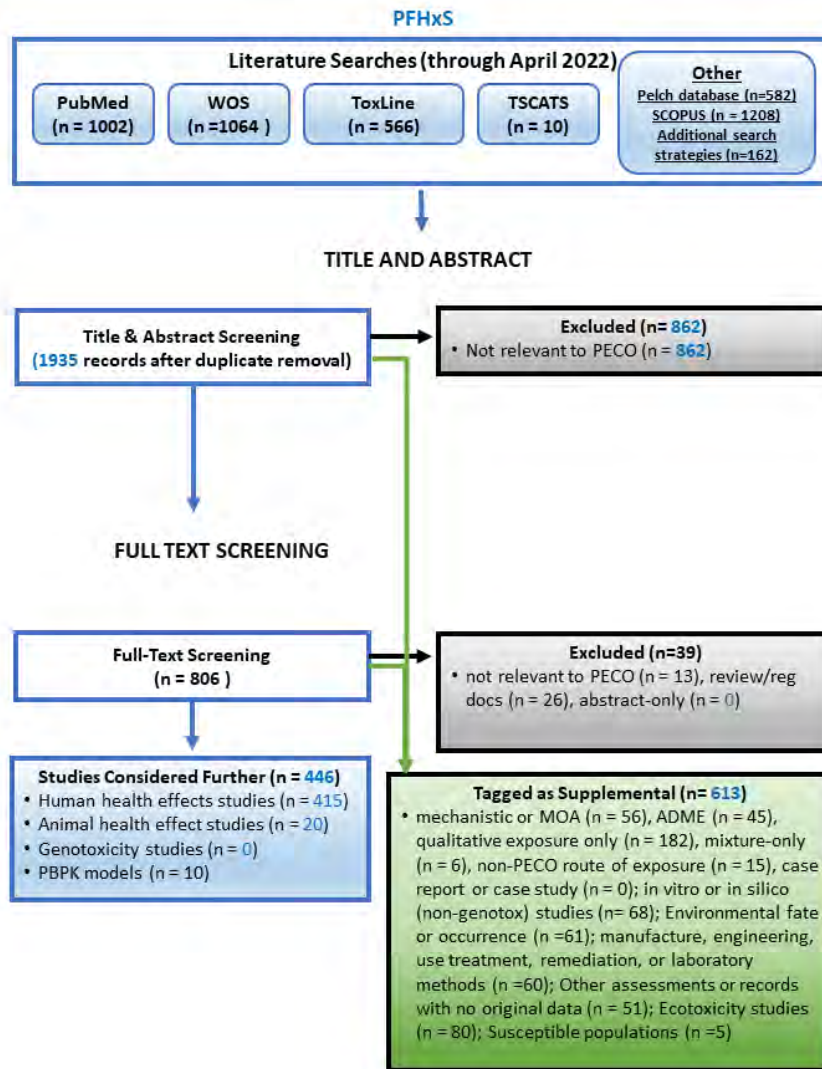 PFHxS
Literature Searches (through April 2022)
PubMed
(n = 1002)
WOS
(n =1064 )
ToxLine
(n = 566)
TSCATS
(n = 10)
Other
Pelch database (n=582)
SCOPUS (n = 1208)
Additional search
strategies (n=162)
TITLE AND ABSTRACT
Title & Abstract Screening
(1935 records after duplicate removal)
Excluded (n= 862)
• Not relevant to PECO (n = 862)
FULL TEXT SCREENING
Full-Text Screening
(n = 806 )
Excluded (n=39)
• not relevant to PECO (n = 13), review/reg
docs (n = 26), abstract-only (n = 0)
Studies Considered Further (n = 446)
• Human health effects studies (n = 415)
• Animal health effect studies (n = 20)
• Genotoxicity studies (n = 0)
• PBPK models (n = 10)
Tagged as Supplemental (n= 613)
• mechanistic or MOA (n = 56), ADME (n = 45),
qualitative exposure only (n = 182), mixture-only
(n = 6), non-PECO route of exposure (n = 15), case
report or case study (n = 0); in vitro or in silico
(non-genotox) studies (n= 68); Environmental fate
or occurrence (n =61); manufacture, engineering,
use treatment, remediation, or laboratory
methods (n =60); Other assessments or records
with no original data (n = 51); Ecotoxicity studies
(n = 80); Susceptible populations (n =5)